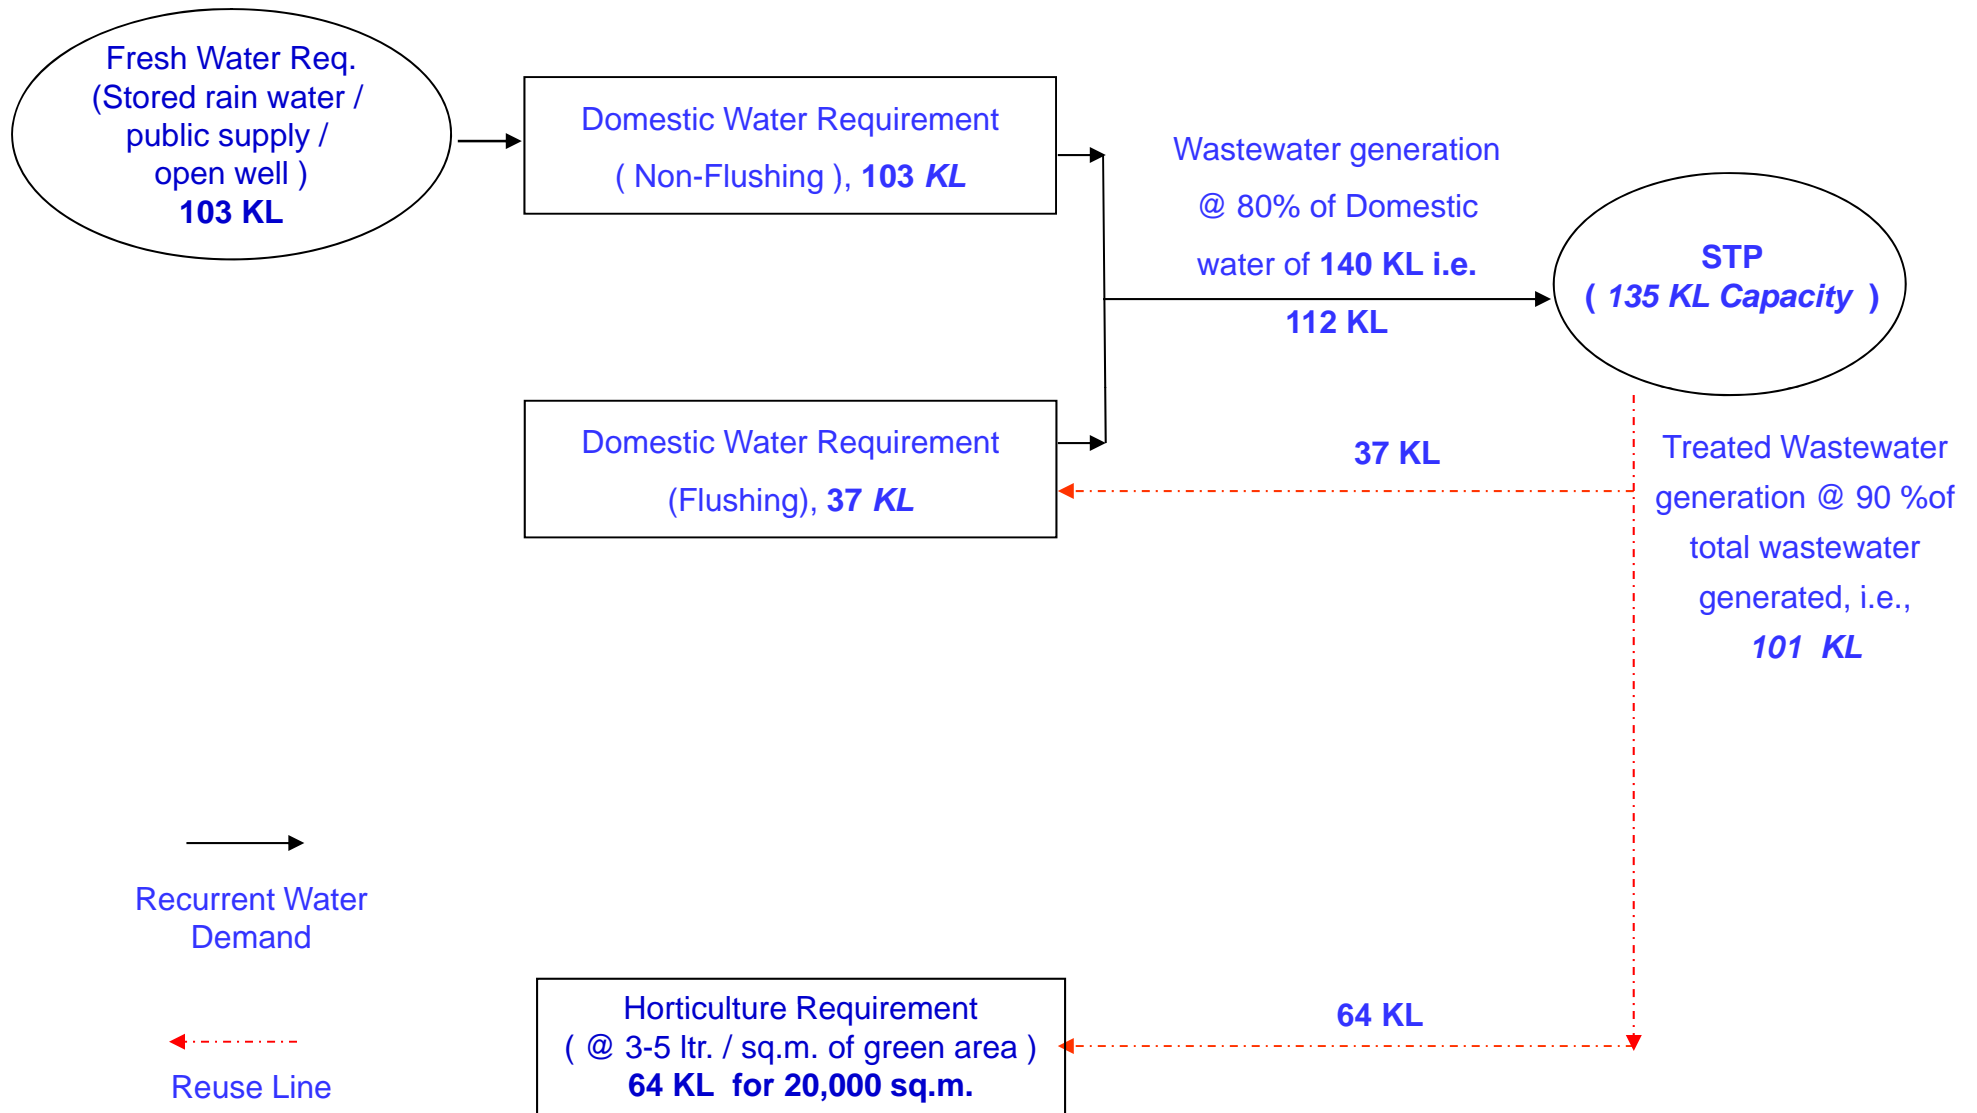 Fresh Water Req.
(Stored rain water /
public supply /
open well )
103 KL
Domestic Water Requirement
( Non-Flushing ), 103 KL
Wastewater generation
@ 80% of Domestic
water of 140 KL i.e.
112 KL
STP
( 135 KL Capacity )
Domestic Water Requirement
(Flushing), 37 KL
37 KL
Treated Wastewater
generation @ 90 %of
total wastewater
generated, i.e.,
101 KL
Recurrent Water
Demand
Reuse Line
Horticulture Requirement
( @ 3-5 ltr. / sq.m. of green area )
64 KL for 20,000 sq.m.
64 KL